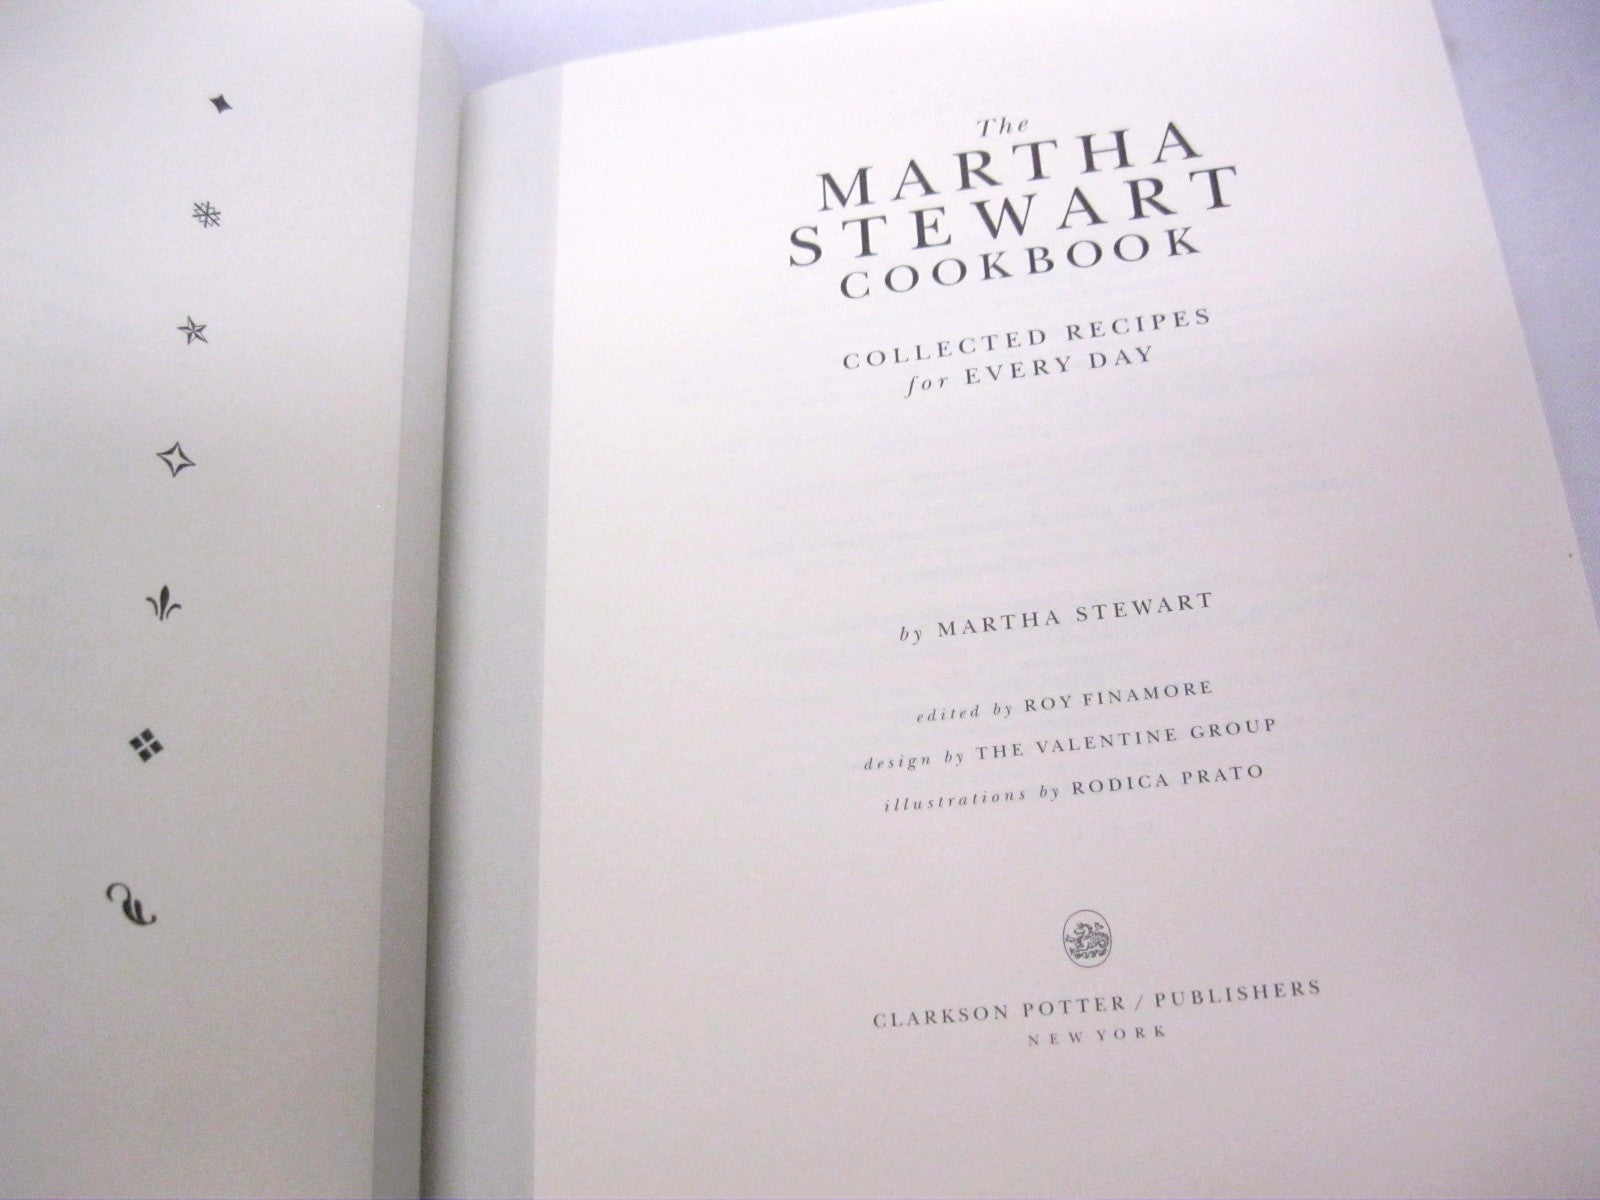 The
MARTHA
STEWART
COOKBOOK
COLLECTED RECIPES
for EVERY DAY
by MARTHA STEWART
edited by ROY FINAMORE
design by THE VALENTINE GROUP
illustrations by RODICA PRATO
CLARKSON POTTER / PUBLISHERS
NEW YORK